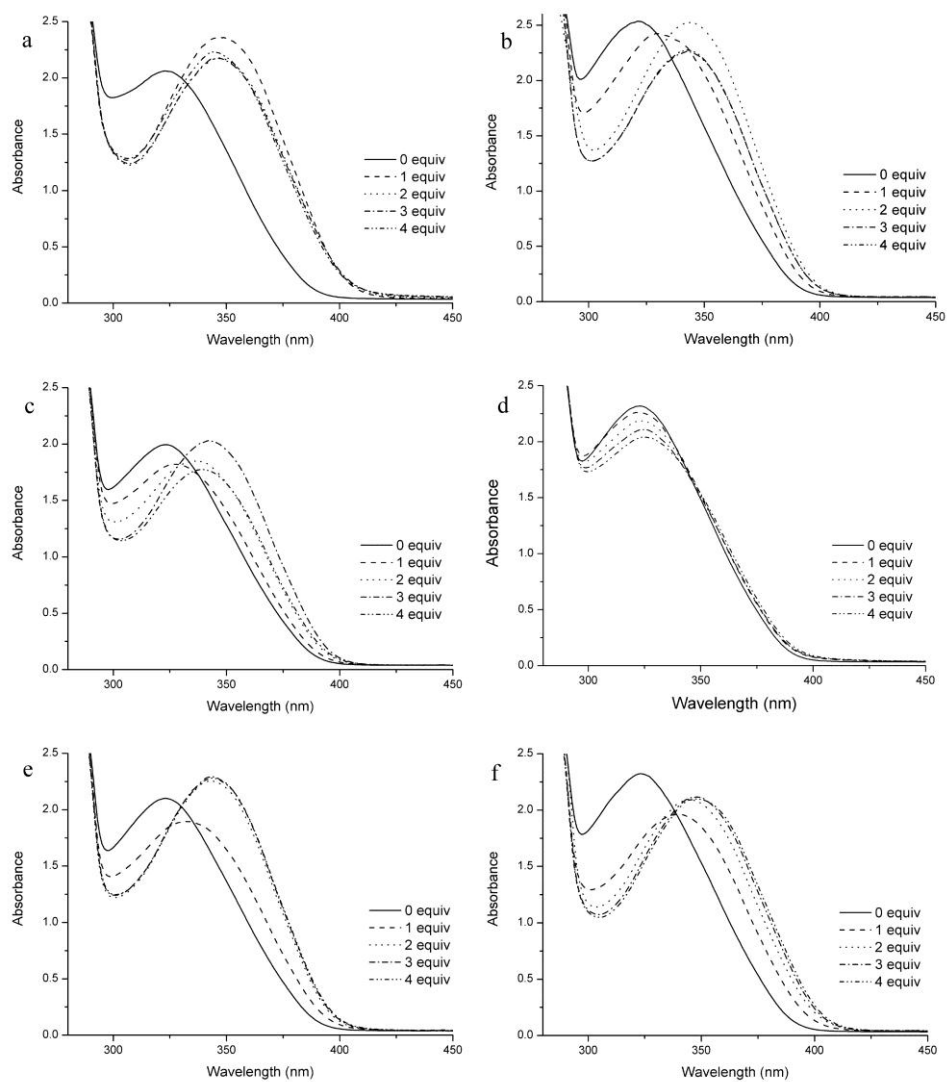 a
2.5
2.0
1.5
1.0
0.5
0.0
Absorbance
0 equiv
1 equiv
2 equiv
3 equiv
4 equiv
300
350
400
450
Wavelength (nm)
b
2.5
2.0
1.5
1.0
0.5
0.0
Absorbance
0 equiv
1 equiv
2 equiv
3 equiv
4 equiv
300
350
400
450
Wavelength (nm)
c
2.5
2.0
1.5
1.0
0.5
0.0
Absorbance
0 equiv
1 equiv
2 equiv
3 equiv
4 equiv
300
350
400
450
Wavelength (nm)
d
2.5
2.0
1.5
1.0
0.5
0.0
Absorbance
0 equiv
1 equiv
2 equiv
3 equiv
4 equiv
300
350
400
450
Wavelength (nm)
e
2.5
2.0
1.5
1.0
0.5
0.0
Absorbance
0 equiv
1 equiv
2 equiv
3 equiv
4 equiv
300
350
400
450
Wavelength (nm)
f
2.5
2.0
1.5
1.0
0.5
0.0
Absorbance
0 equiv
1 equiv
2 equiv
3 equiv
4 equiv
300
350
400
450
Wavelength (nm)